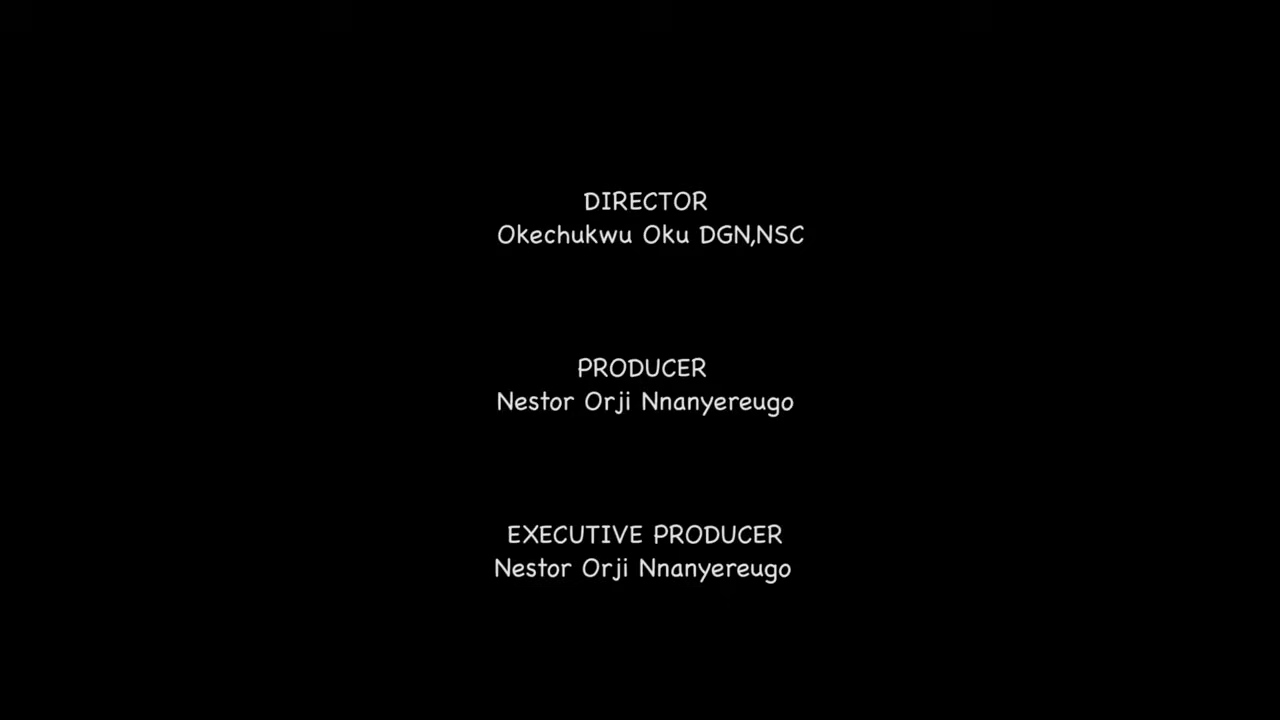 DIRECTOR
Okechukwu Oku DGN,NSC
PRODUCER
Nestor Orji Nnanyereugo
EXECUTIVE PRODUCER
Nestor Orji Nnanyereugo